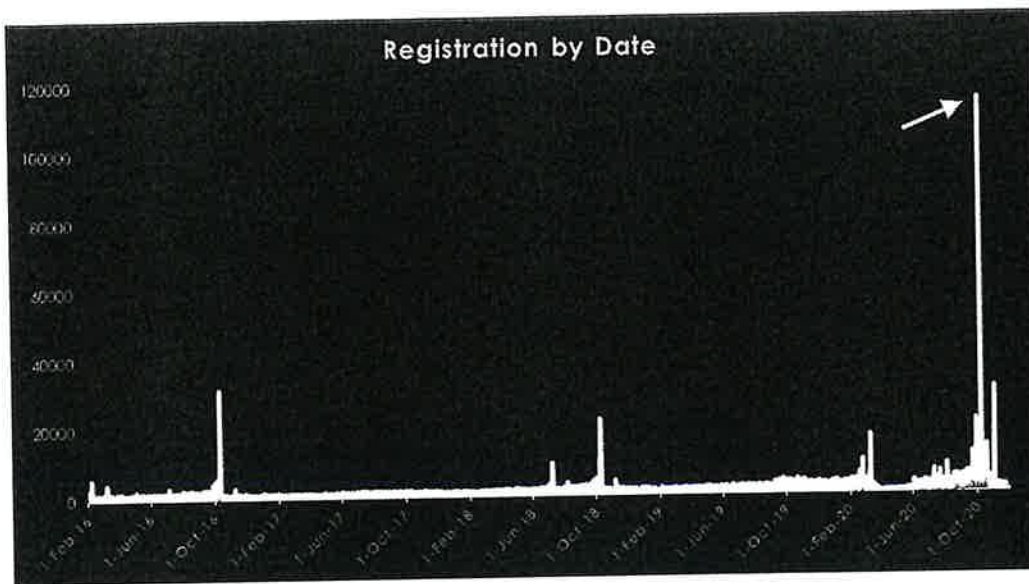 Registration by Date
120000
100000
80000
60000
40000
20000
0
1-Feb-16
1-Jun-16
1-Oct-16
1-Feb-17
1-Jun-17
1-Oct-17
1-Feb-18
1-Jun-18
1-Oct-18
1-Feb-19
1-Jun-19
1-Oct-19
1-Feb-20
1-Jun-20
1-Oct-20